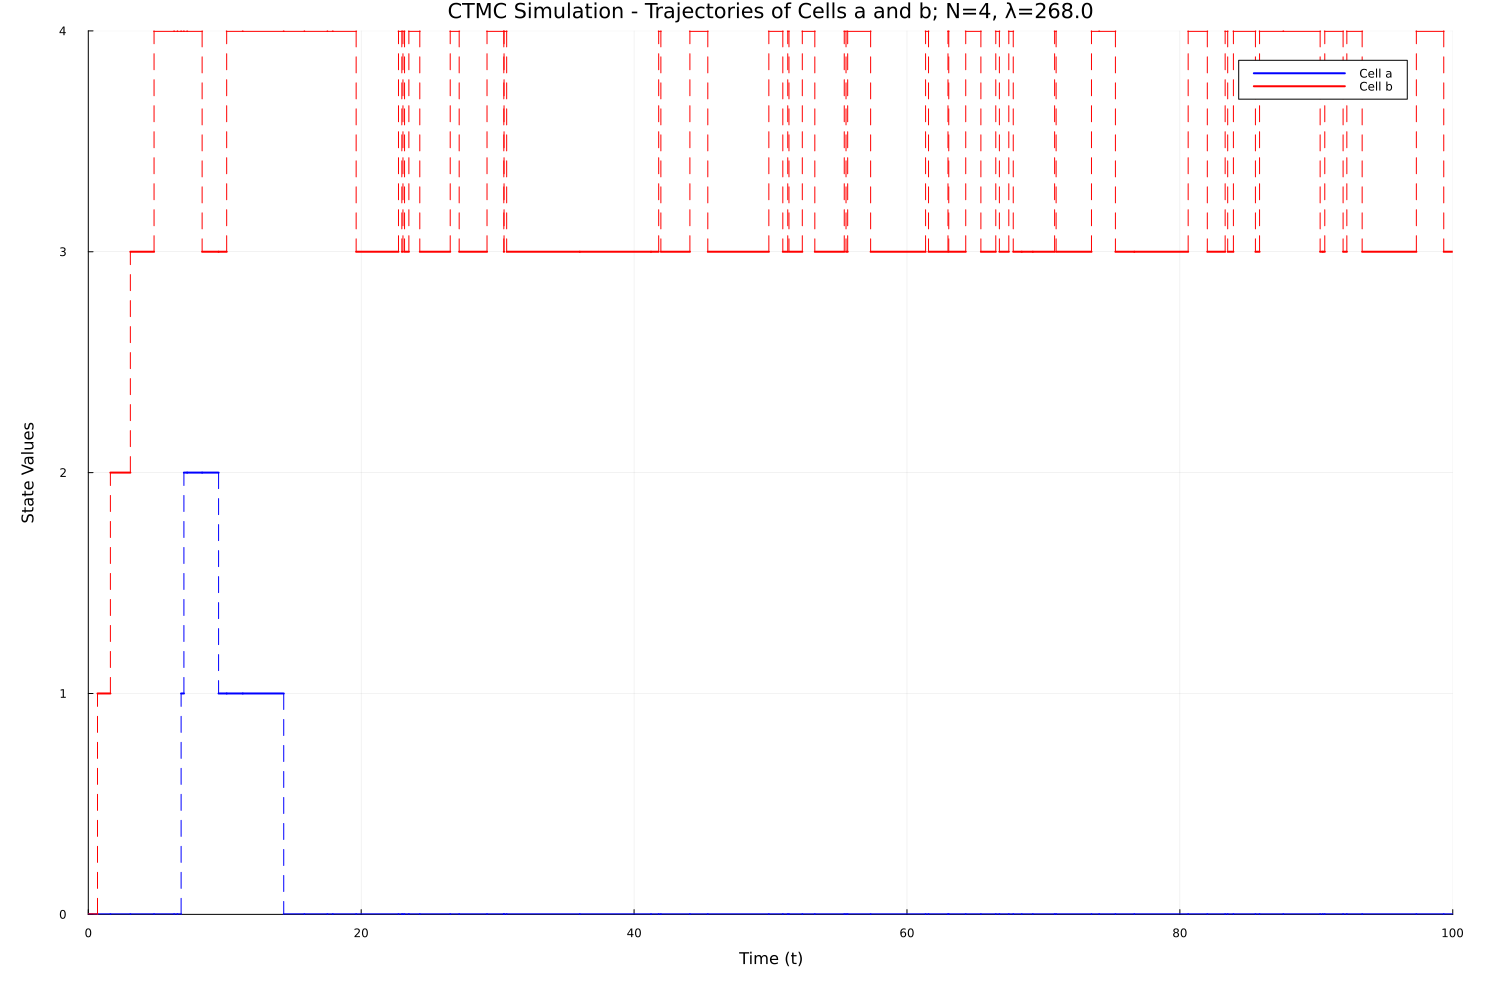 CTMC Simulation - Trajectories of Cells a and b; N=4, λ=268.0
4
Cell a
Cell b
3
State Values
2
1
0
0 20 40 60 80 100
Time (t)